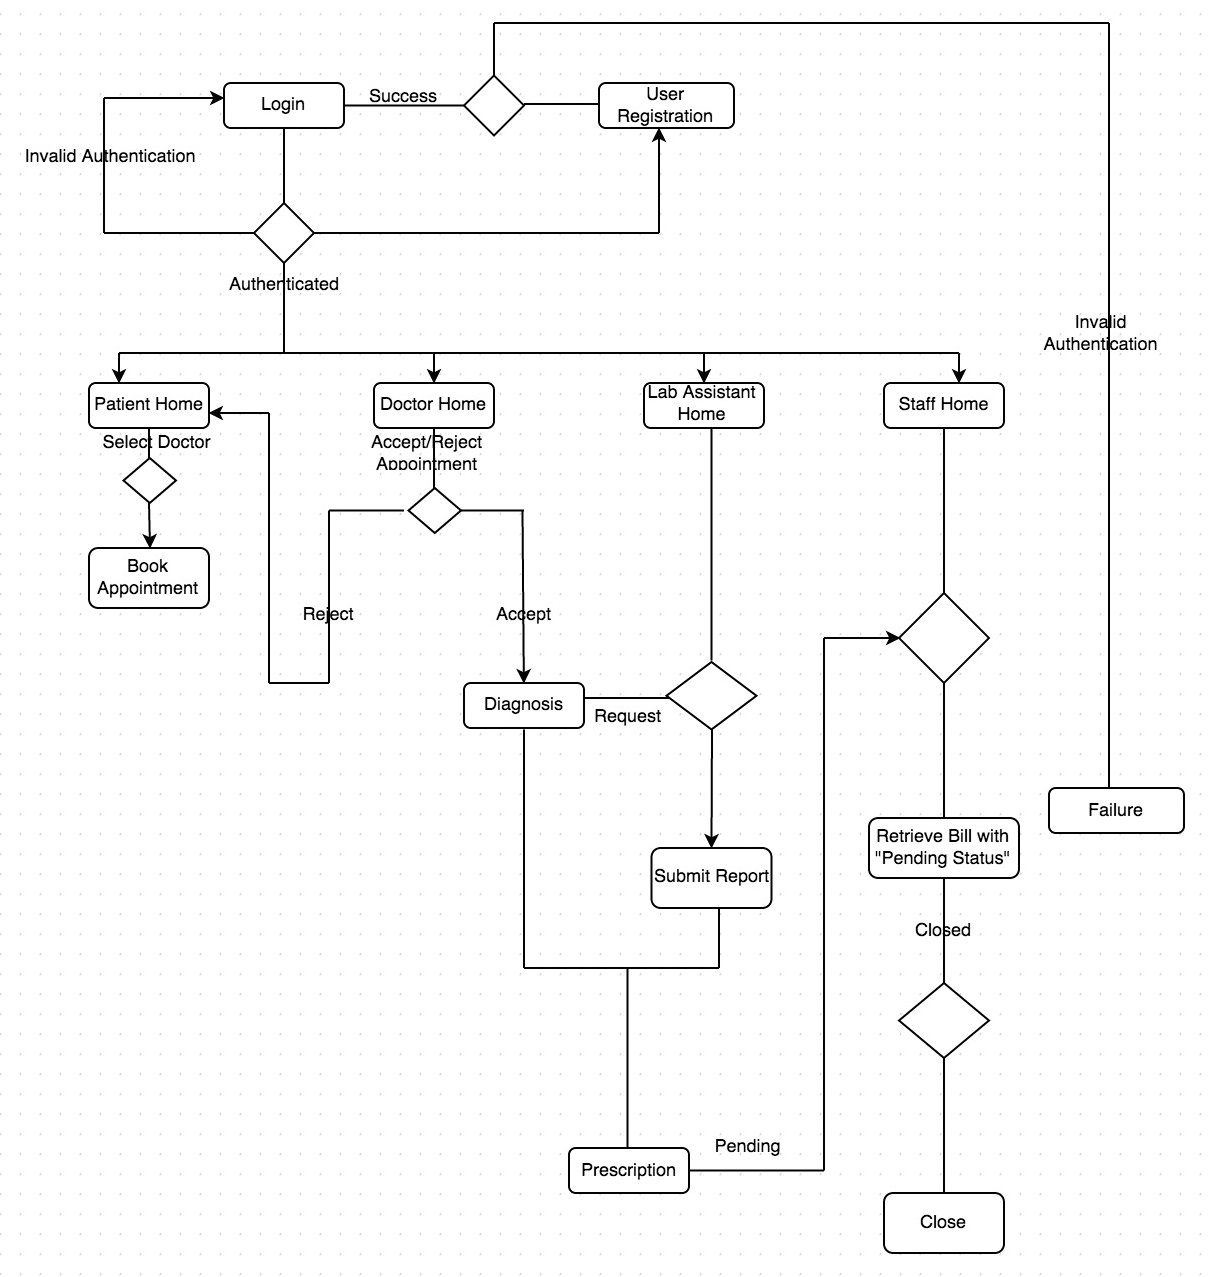 Login
Success
User
Registration
Invalid Authentication
Authenticated
Invalid
Authentication
Patient Home
Doctor Home
Lab Assistant
Home
Staff Home
Select Doctor
Accept/Reject
Appointment
Book
Appointment
Reject
Accept
Diagnosis
Request
Failure
Retrieve Bill with
"Pending Status"
Submit Report
Closed
Pending
Prescription
Close